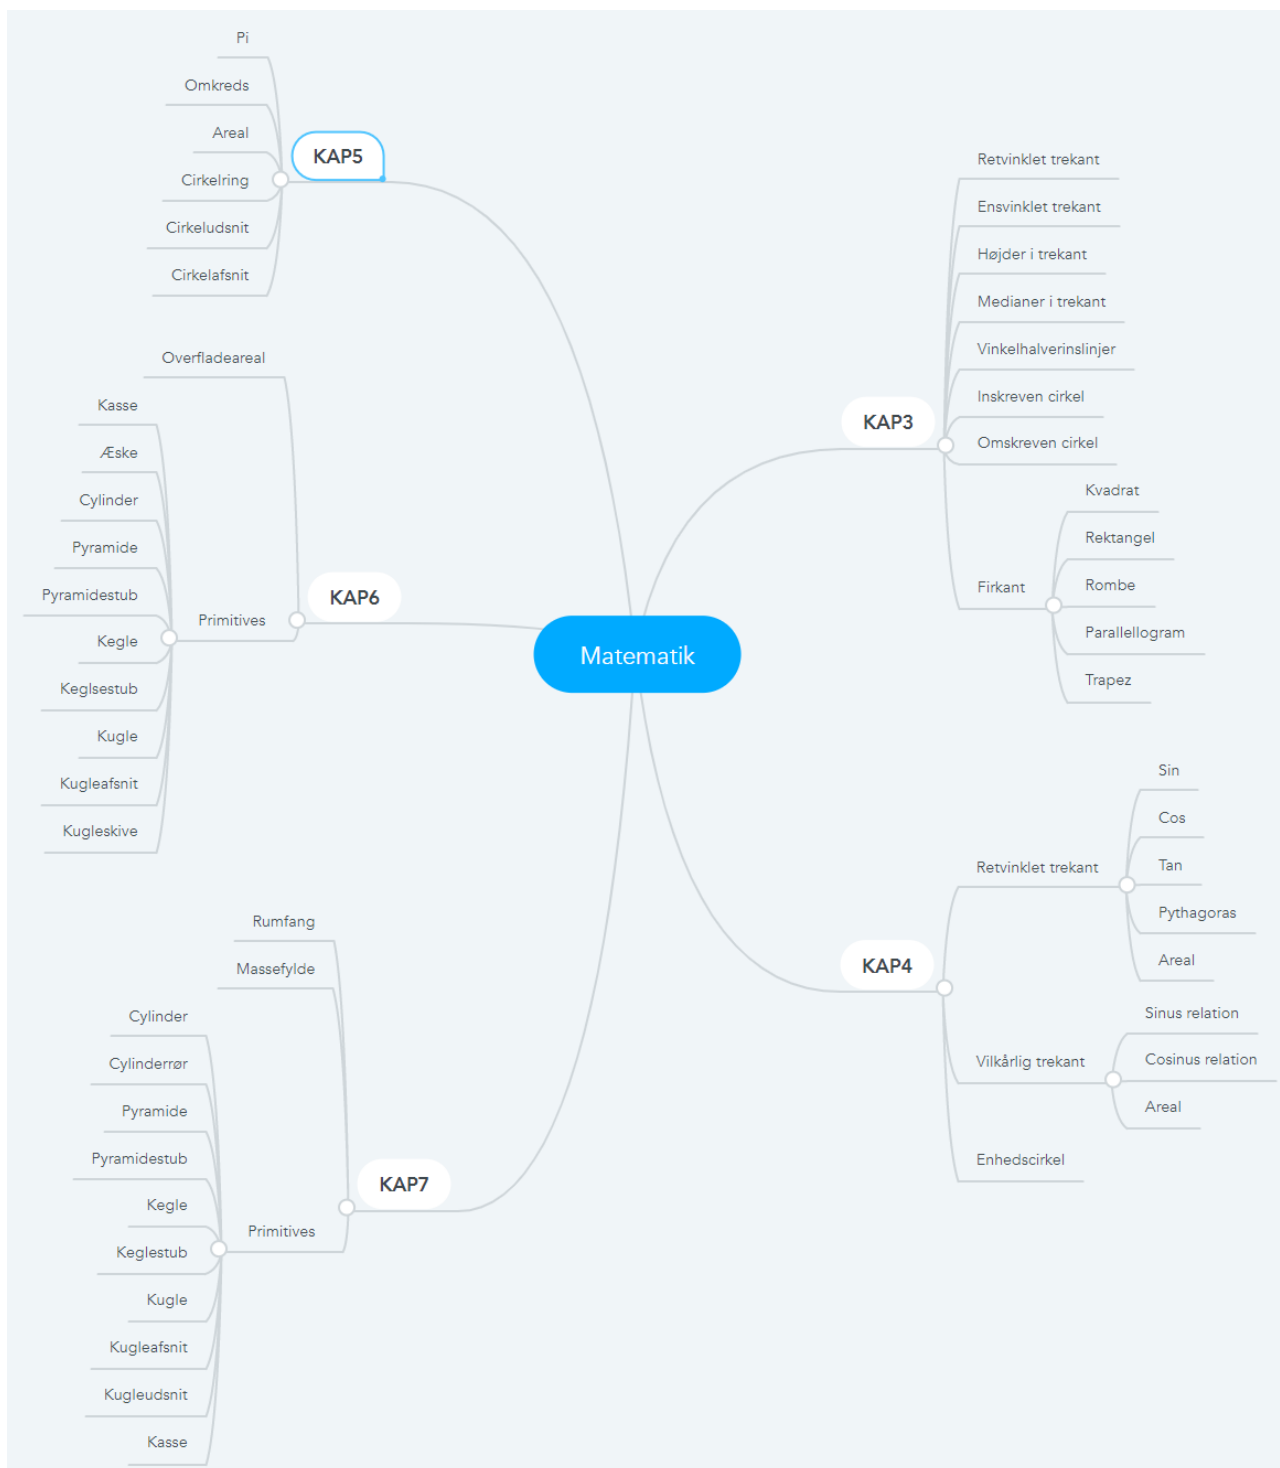 Matematik
KAP5
Pi
Omkreds
Areal
Cirkelring
Cirkeludsnit
Cirkelafsnit
KAP6
Overfladeareal
Primitives
Kasse
Æske
Cylinder
Pyramide
Pyramidestub
Kegle
Keglsestub
Kugle
Kugleafsnit
Kugleskive
KAP7
Rumfang
Massefylde
Primitives
Cylinder
Cylinderrør
Pyramide
Pyramidestub
Kegle
Keglestub
Kugle
Kugleafsnit
Kugleudsnit
Kasse
KAP3
Retvinklet trekant
Ensvinklet trekant
Højder i trekant
Medianer i trekant
Vinkelhalverinslinjer
Inskreven cirkel
Omskreven cirkel
Firkant
Kvadrat
Rektangel
Rombe
Parallellogram
Trapez
KAP4
Retvinklet trekant
Sin
Cos
Tan
Pythagoras
Areal
Vilkårlig trekant
Sinus relation
Cosinus relation
Areal
Enhedscirkel